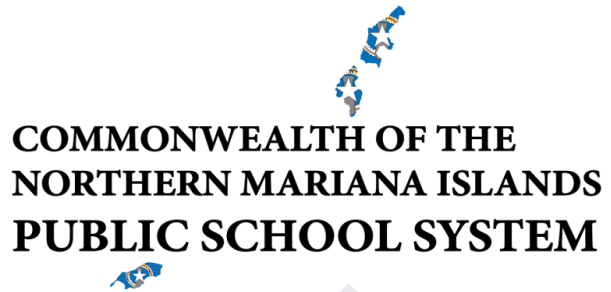 COMMONWEALTH OF THE
NORTHERN MARIANA ISLANDS
PUBLIC SCHOOL SYSTEM